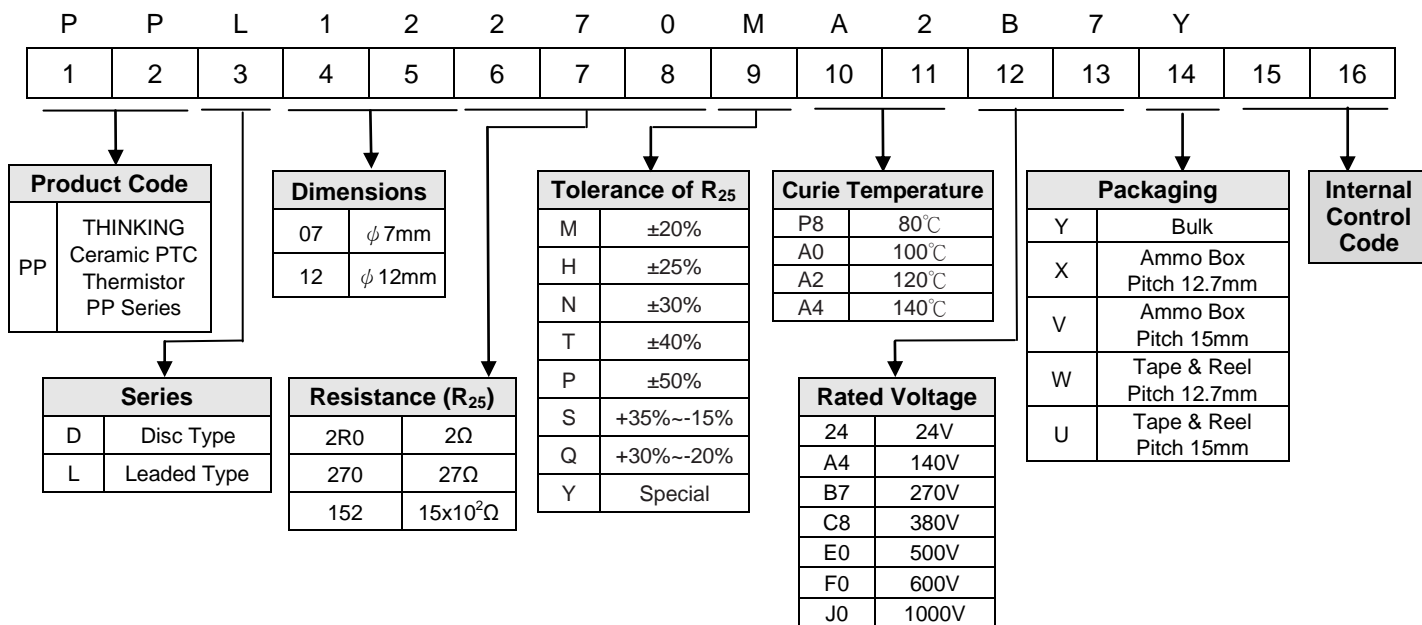 P P L 1 2 2 7 0 M A 2 B 7 Y
1 2 3 4 5 6 7 8 9 10 11 12 13 14 15 16
Product Code
PP
THINKING
Ceramic PTC
Thermistor
PP Series
Dimensions
07 ϕ 7mm
12 ϕ 12mm
Tolerance of R₂₅
M ±20%
H ±25%
N ±30%
T ±40%
P ±50%
S +35%~-15%
Q +30%~-20%
Y Special
Curie Temperature
P8 80℃
A0 100℃
A2 120℃
A4 140℃
Packaging
Y Bulk
X Ammo Box
Pitch 12.7mm
V Ammo Box
Pitch 15mm
W Tape & Reel
Pitch 12.7mm
U Tape & Reel
Pitch 15mm
Internal
Control
Code
Series
D Disc Type
L Leaded Type
Resistance (R₂₅)
2R0 2Ω
270 27Ω
152 15x10²Ω
Rated Voltage
24 24V
A4 140V
B7 270V
C8 380V
E0 500V
F0 600V
J0 1000V